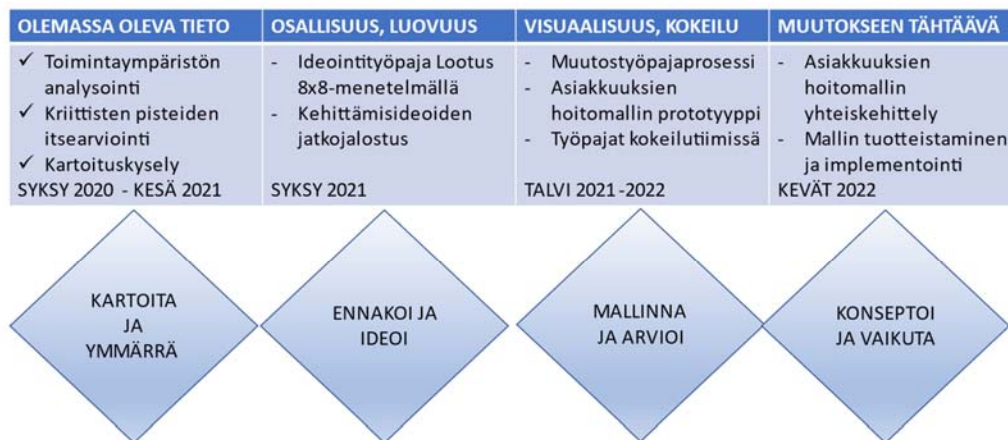 OLEMASSA OLEVA TIETO
✓ Toimintaympäristön
analysointi
✓ Kriittisten pisteiden
itsearviointi
✓ Kartoituskysely
SYKSY 2020 - KESÄ 2021
OSALLISUUS, LUOVUUS
- Ideointityöpaja Lootus
8x8-menetelmällä
- Kehittämisideoiden
jatkojalostus
SYKSY 2021
VISUAALISUUS, KOKEILU
- Muutostyöpajaprosessi
- Asiakkuuksien
hoitomallin prototyyppi
- Työpajat kokeilutiimissä
TALVI 2021-2022
MUUTOKSEEN TÄHTÄÄVÄ
- Asiakkuuksien
hoitomallin
yhteiskehittely
- Mallin tuotteistaminen
ja implementointi
KEVÄT 2022
KARTOITA
JA
YMMÄRRÄ
ENNAKOI JA
IDEOI
MALLINNA
JA ARVIOI
KONSEPTOI
JA VAIKUTA